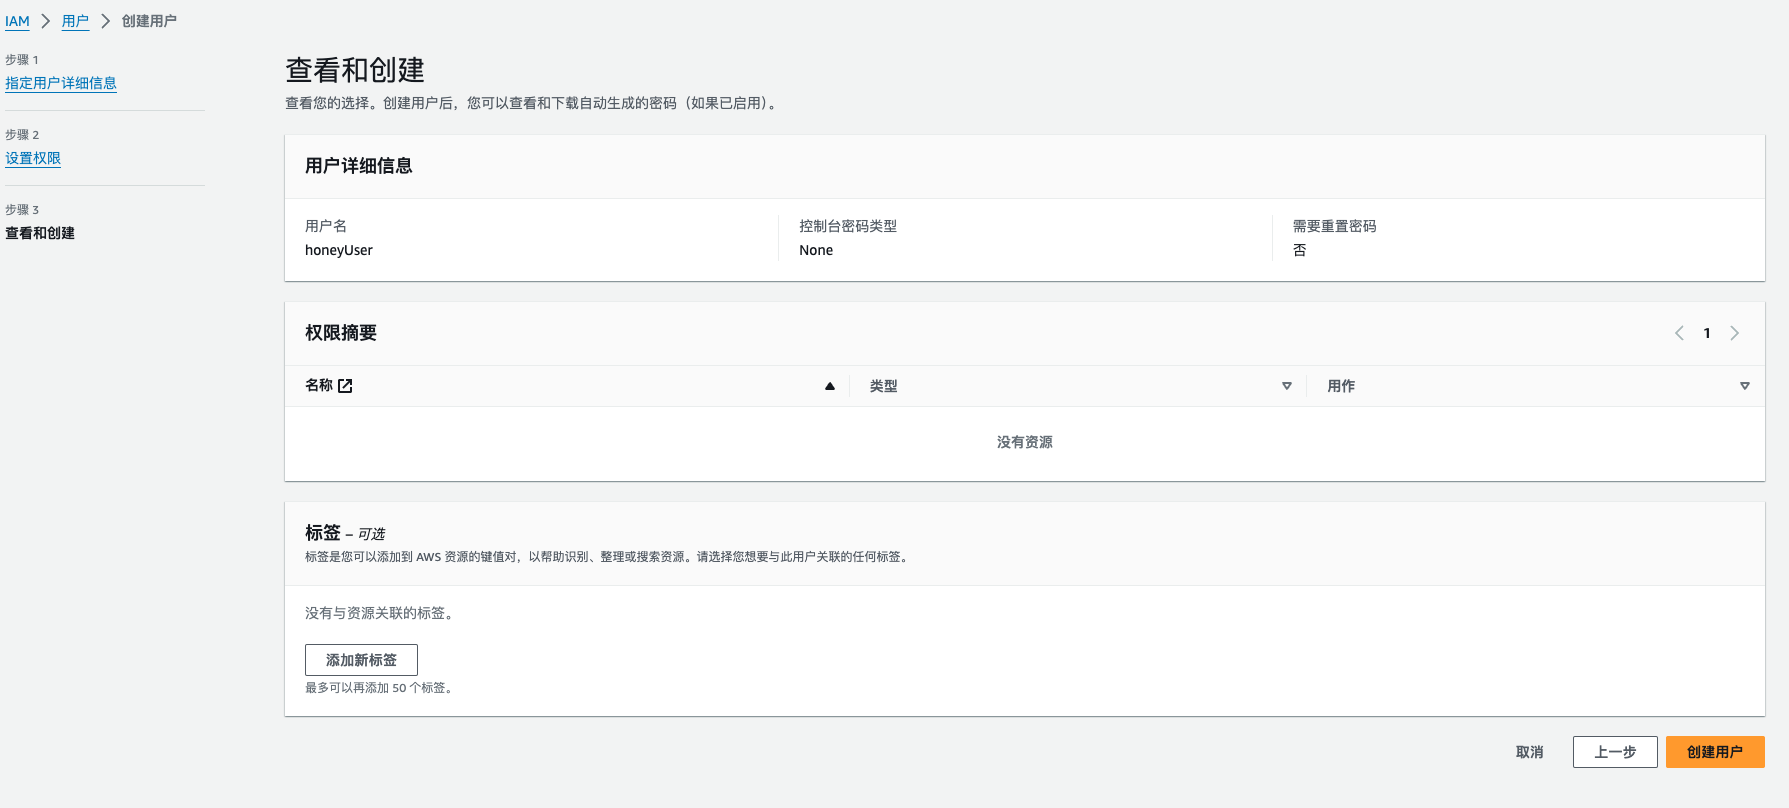 IAM > 用户 > 创建用户
步骤 1
指定用户详细信息
步骤 2
设置权限
步骤 3
查看和创建
查看和创建
查看您的选择。创建用户后，您可以查看和下载自动生成的密码（如果已启用）。
用户详细信息
用户名
honeyUser
控制台密码类型
None
需要重置密码
否
权限摘要
1
名称 类型 用作
没有资源
标签 – 可选
标签是您可以添加到 AWS 资源的键值对，以帮助识别、整理或搜索资源。请选择您想要与此用户关联的任何标签。
没有与资源关联的标签。
添加新标签
最多可以再添加 50 个标签。
取消 上一步 创建用户